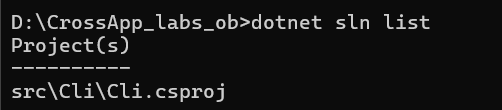 D:\CrossApp_labs_ob>dotnet sln list
Project(s)
----------
src\Cli\Cli.csproj